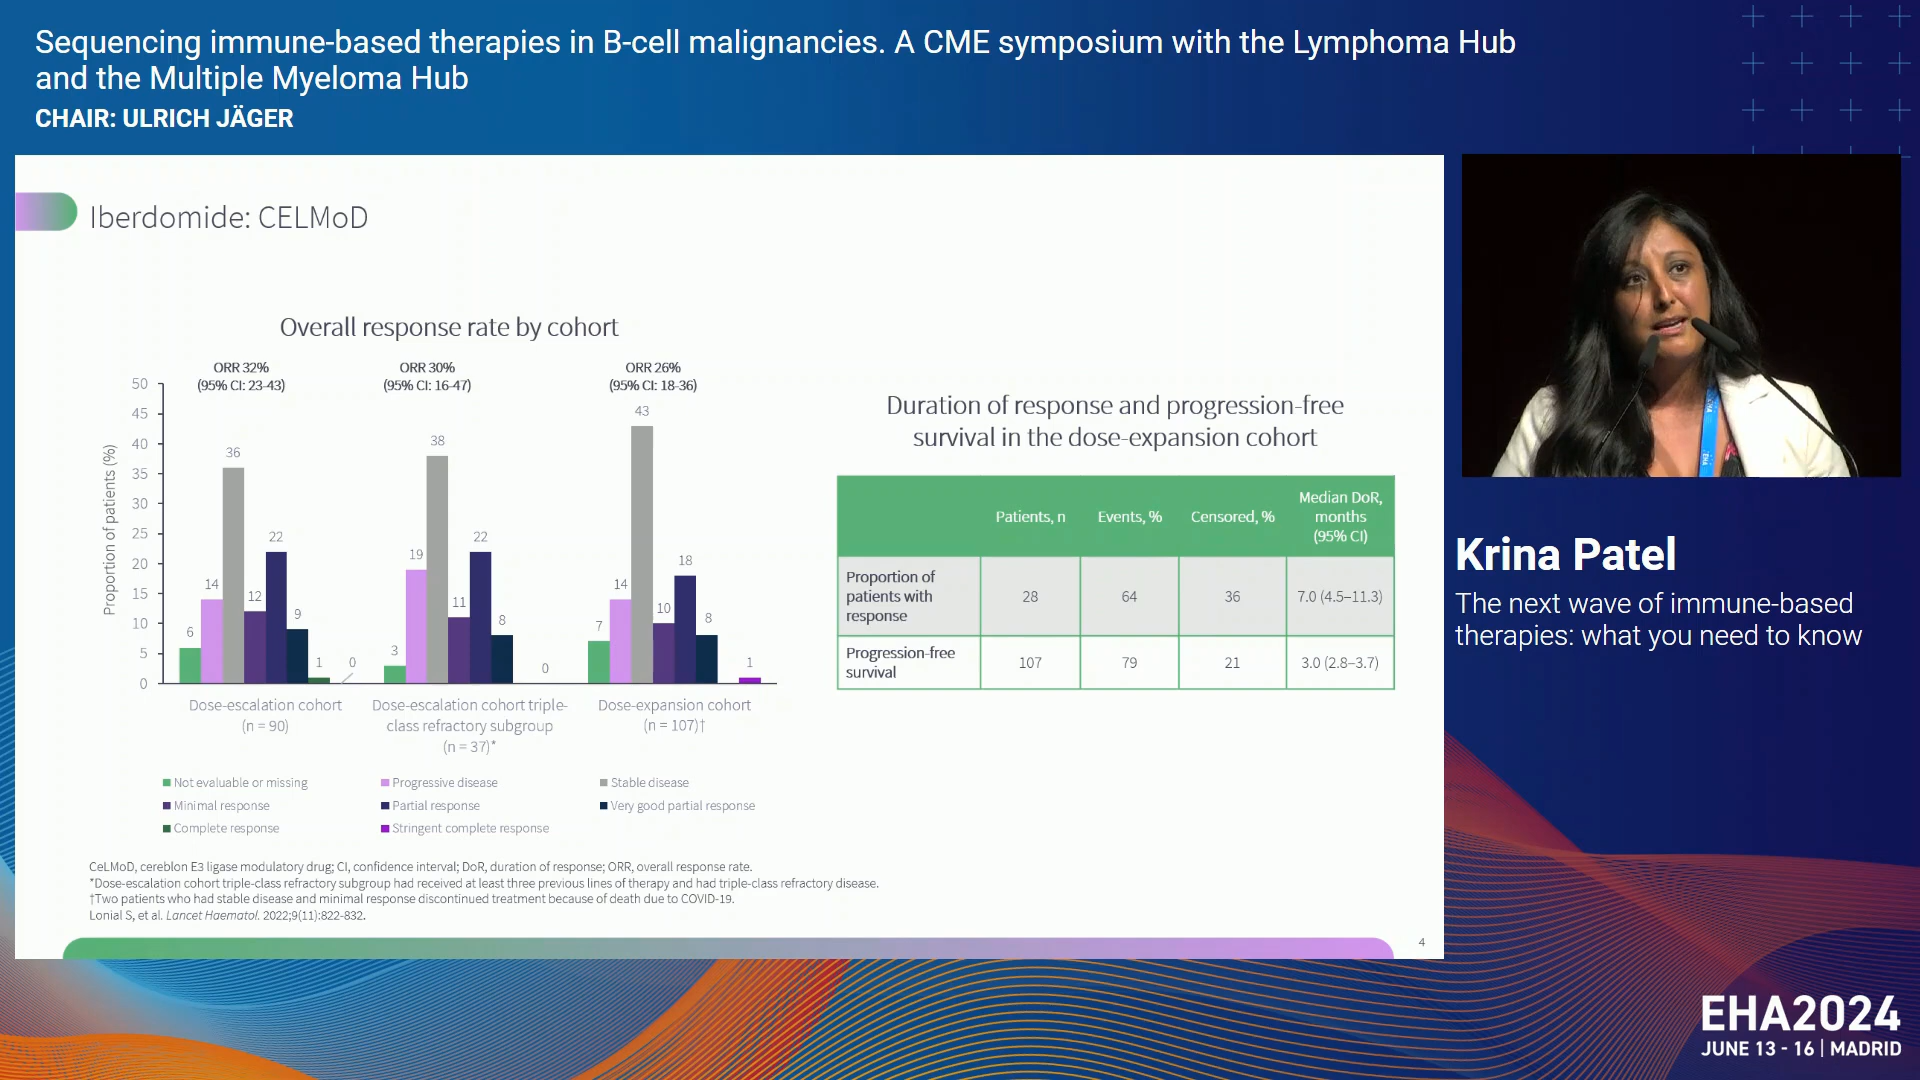 Sequencing immune-based therapies in B-cell malignancies. A CME symposium with the Lymphoma Hub
and the Multiple Myeloma Hub
CHAIR: ULRICH JÄGER
Iberdomide: CELMoD
Overall response rate by cohort
ORR 32%
(95% CI: 23-43)
ORR 30%
(95% CI: 16-47)
ORR 26%
(95% CI: 18-36)
Proportion of patients (%)
50
45
40
35
30
25
20
15
10
5
0
6
14
36
12
22
9
1
0
3
19
38
11
22
8
0
7
14
43
10
18
8
1
Dose-escalation cohort
(n = 90)
Dose-escalation cohort triple-
class refractory subgroup
(n = 37)*
Dose-expansion cohort
(n = 107)†
Not evaluable or missing
Progressive disease
Stable disease
Minimal response
Partial response
Very good partial response
Complete response
Stringent complete response
Duration of response and progression-free
survival in the dose-expansion cohort
Patients, n
Events, %
Censored, %
Median DoR,
months
(95% CI)
Proportion of
patients with
response
28
64
36
7.0 (4.5–11.3)
Progression-free
survival
107
79
21
3.0 (2.8–3.7)
CeLMoD, cereblon E3 ligase modulatory drug; CI, confidence interval; DoR, duration of response; ORR, overall response rate.
*Dose-escalation cohort triple-class refractory subgroup had received at least three previous lines of therapy and had triple-class refractory disease.
†Two patients who had stable disease and minimal response discontinued treatment because of death due to COVID-19.
Lonial S, et al. Lancet Haematol. 2022;9(11):822-832.
4
Krina Patel
The next wave of immune-based
therapies: what you need to know
EHA2024
JUNE 13 - 16 | MADRID